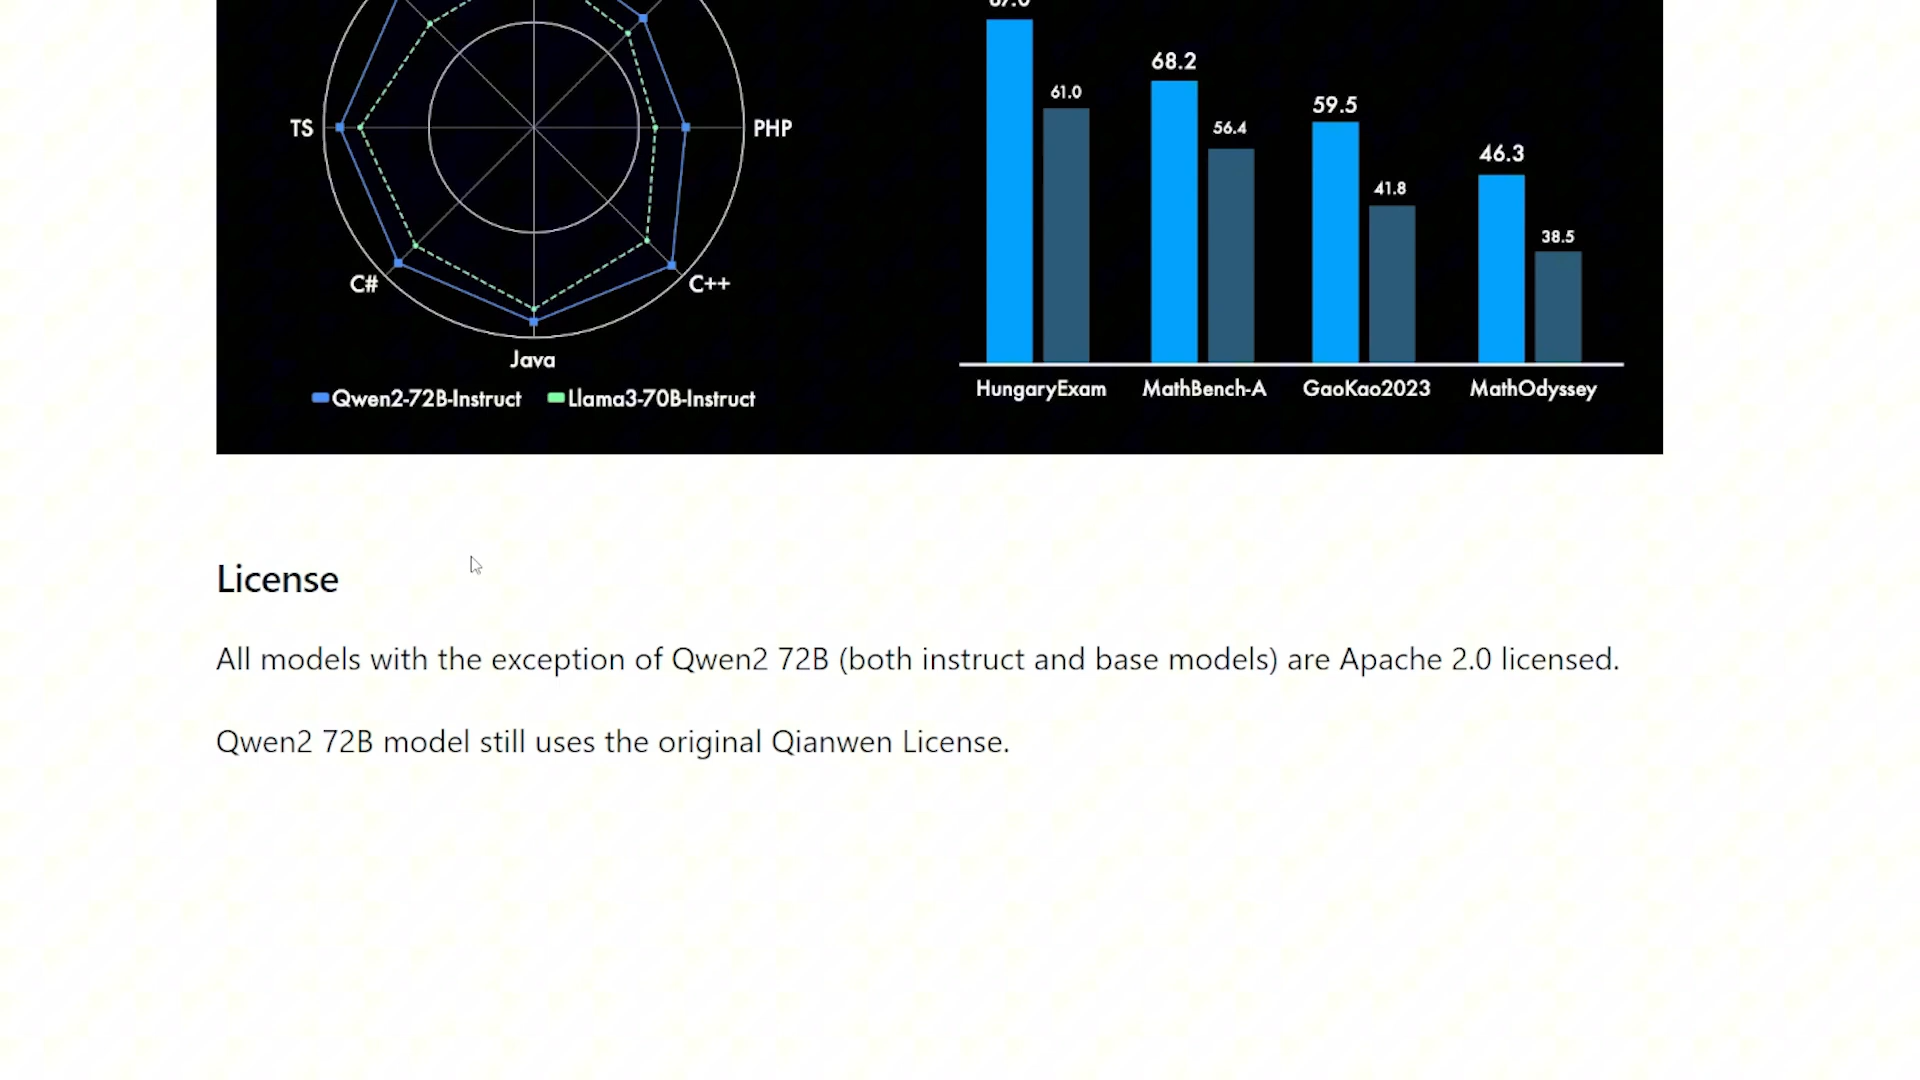 68.2
61.0
59.5
56.4
46.3
41.8
38.5
TS
PHP
C#
C++
Java
Qwen2-72B-Instruct Llama3-70B-Instruct
HungaryExam MathBench-A GaoKao2023 MathOdyssey
License
All models with the exception of Qwen2 72B (both instruct and base models) are Apache 2.0 licensed.
Qwen2 72B model still uses the original Qianwen License.